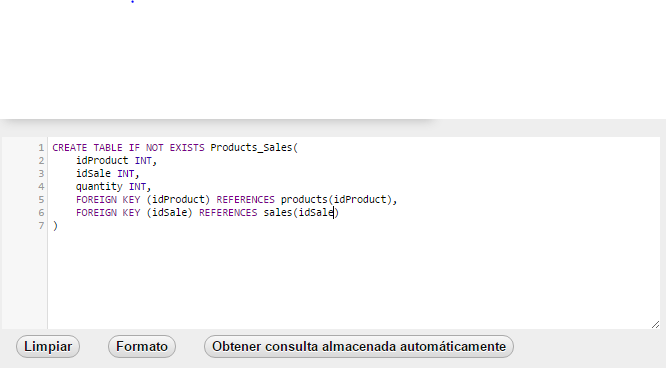 1 CREATE TABLE IF NOT EXISTS Products_Sales(
2 idProduct INT,
3 idSale INT,
4 quantity INT,
5 FOREIGN KEY (idProduct) REFERENCES products(idProduct),
6 FOREIGN KEY (idSale) REFERENCES sales(idSale)
7 )
Limpiar Formato Obtener consulta almacenada automáticamente